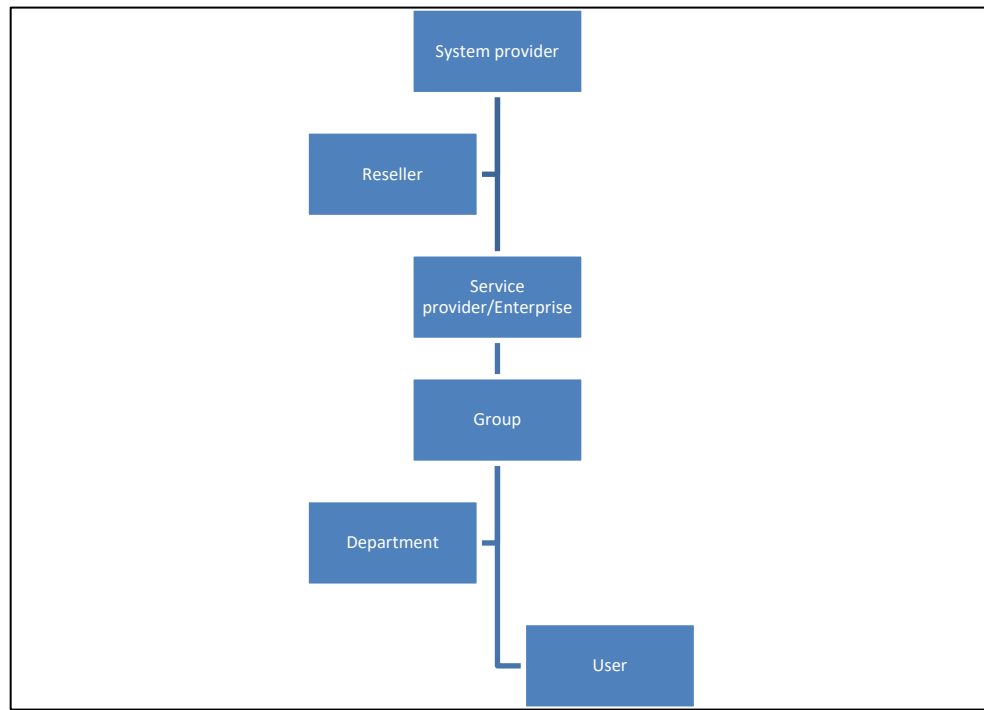 System provider
Reseller
Service
provider/Enterprise
Group
Department
User